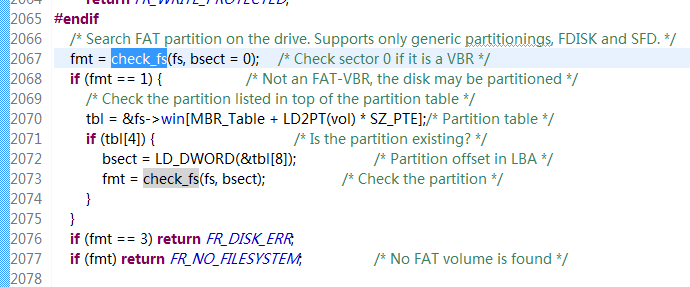 2064 return FR_WRITE_PROTECTED;
2065 #endif
2066 /* Search FAT partition on the drive. Supports only generic partitionings, FDISK and SFD. */
2067 fmt = check_fs(fs, bsect = 0); /* Check sector 0 if it is a VBR */
2068 if (fmt == 1) { /* Not an FAT-VBR, the disk may be partitioned */
2069 /* Check the partition listed in top of the partition table */
2070 tbl = &fs->win[MBR_Table + LD2PT(vol) * SZ_PTE];/* Partition table */
2071 if (tbl[4]) { /* Is the partition existing? */
2072 bsect = LD_DWORD(&tbl[8]); /* Partition offset in LBA */
2073 fmt = check_fs(fs, bsect); /* Check the partition */
2074 }
2075 }
2076 if (fmt == 3) return FR_DISK_ERR;
2077 if (fmt) return FR_NO_FILESYSTEM; /* No FAT volume is found */
2078